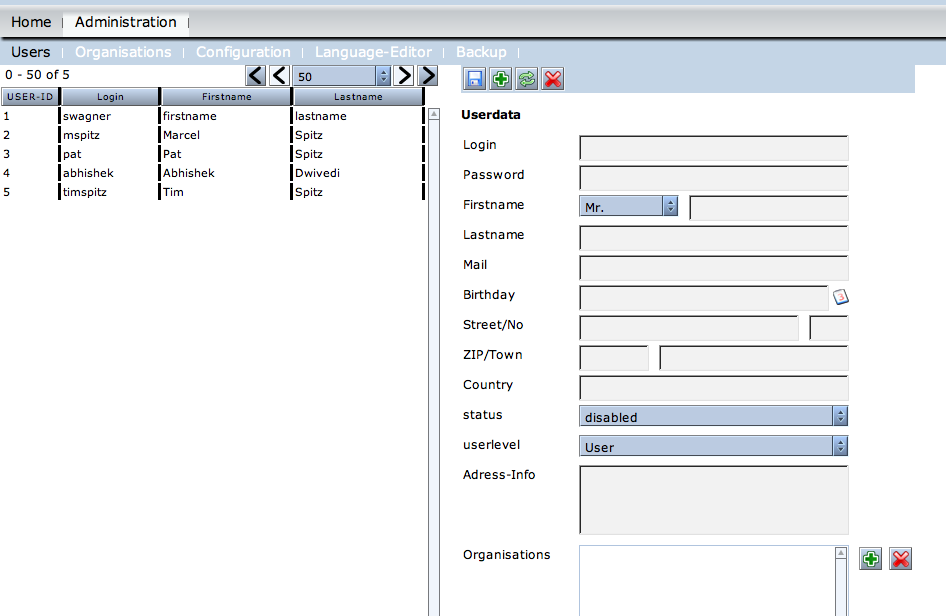 Home | Administration |
Users | Organisations | Configuration | Language-Editor | Backup |
0 - 50 of 5
50
USER-ID Login Firstname Lastname
1 swagner firstname lastname
2 mspitz Marcel Spitz
3 pat Pat Spitz
4 abhishek Abhishek Dwivedi
5 timspitz Tim Spitz
Userdata
Login
Password
Firstname Mr.
Lastname
Mail
Birthday 3
Street/No
ZIP/Town
Country
status disabled
userlevel User
Adress-Info
Organisations